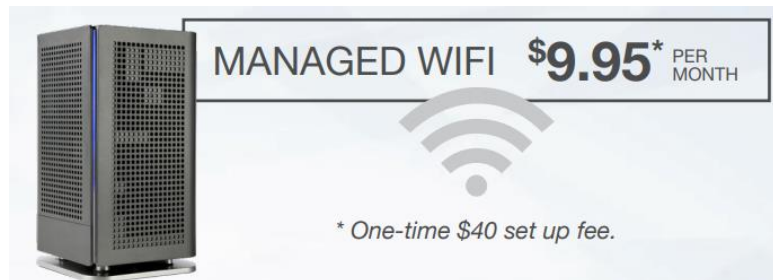 MANAGED WIFI $9.95* PER MONTH
* One-time $40 set up fee.